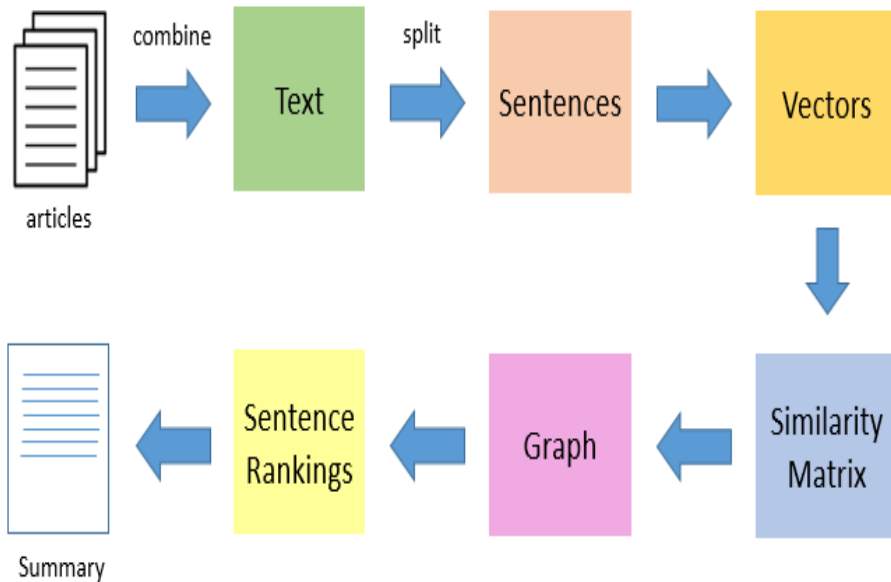 combine
split
Text
Sentences
Vectors
articles
Similarity
Matrix
Graph
Sentence
Rankings
Summary